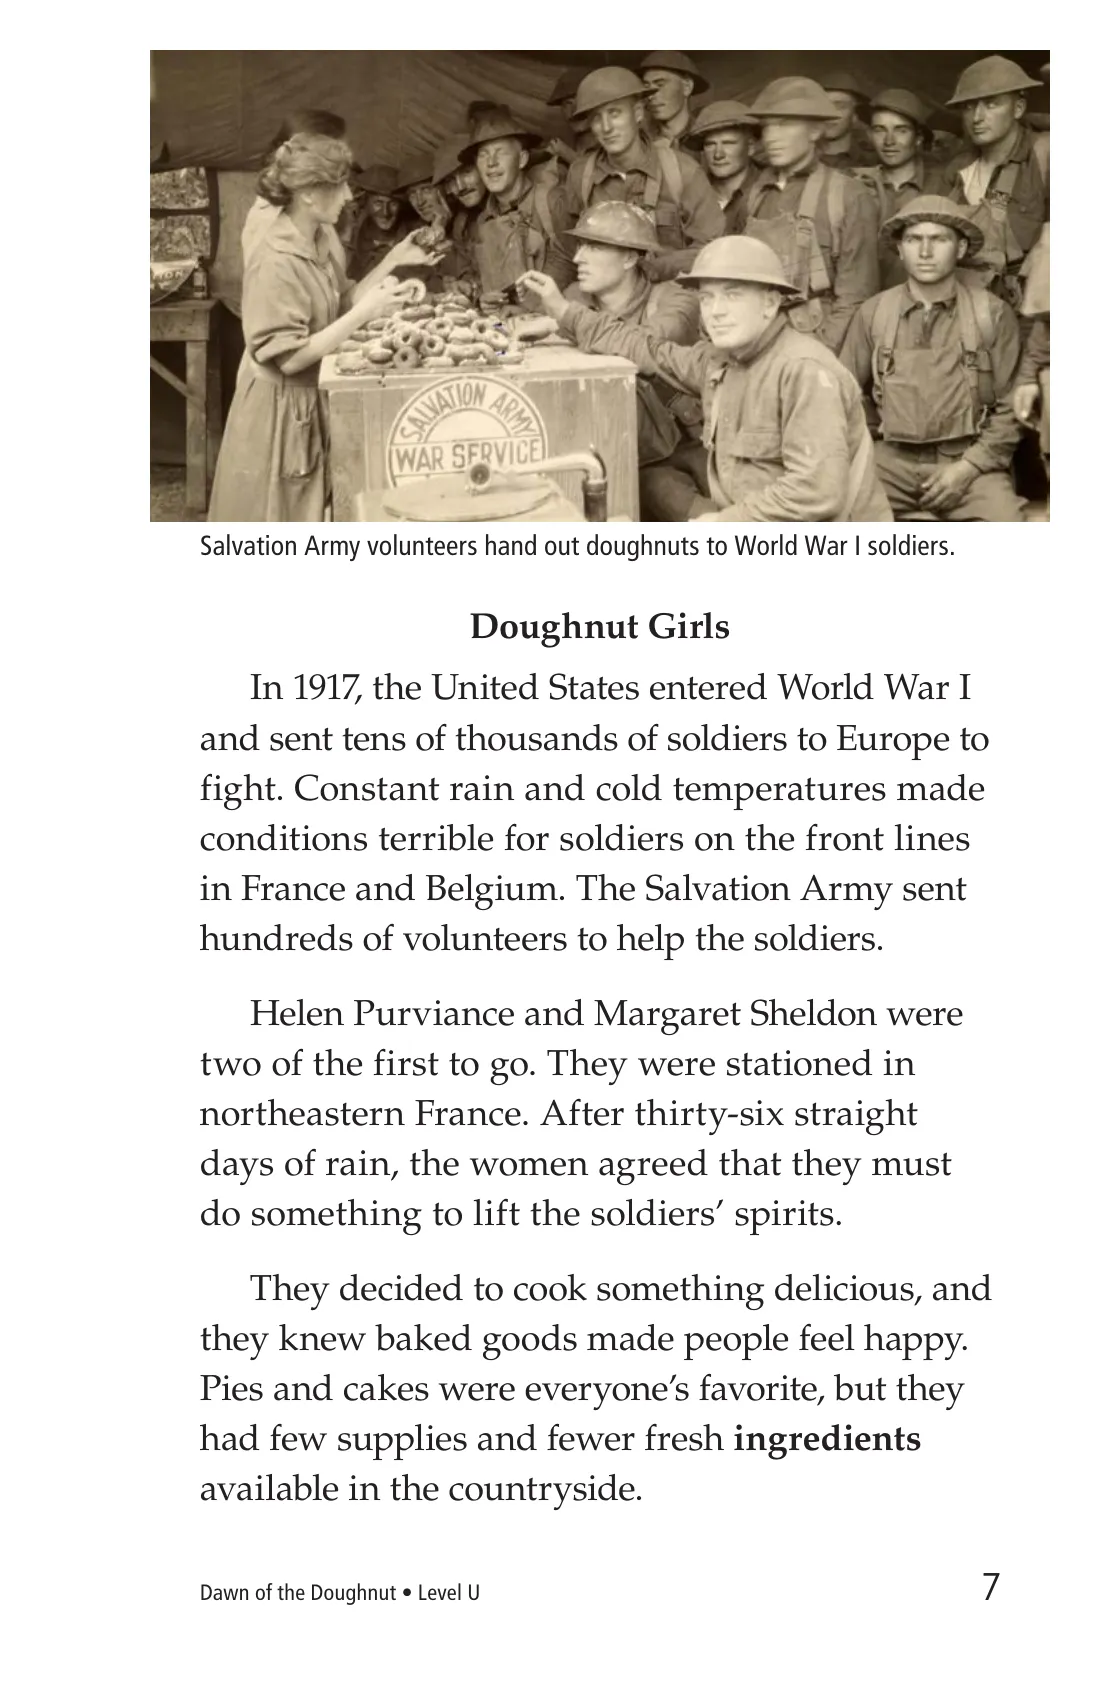 SALVATION ARMY
WAR SERVICE
Salvation Army volunteers hand out doughnuts to World War I soldiers.
Doughnut Girls
In 1917, the United States entered World War I
and sent tens of thousands of soldiers to Europe to
fight. Constant rain and cold temperatures made
conditions terrible for soldiers on the front lines
in France and Belgium. The Salvation Army sent
hundreds of volunteers to help the soldiers.
Helen Purviance and Margaret Sheldon were
two of the first to go. They were stationed in
northeastern France. After thirty-six straight
days of rain, the women agreed that they must
do something to lift the soldiers’ spirits.
They decided to cook something delicious, and
they knew baked goods made people feel happy.
Pies and cakes were everyone’s favorite, but they
had few supplies and fewer fresh ingredients
available in the countryside.
Dawn of the Doughnut • Level U
7